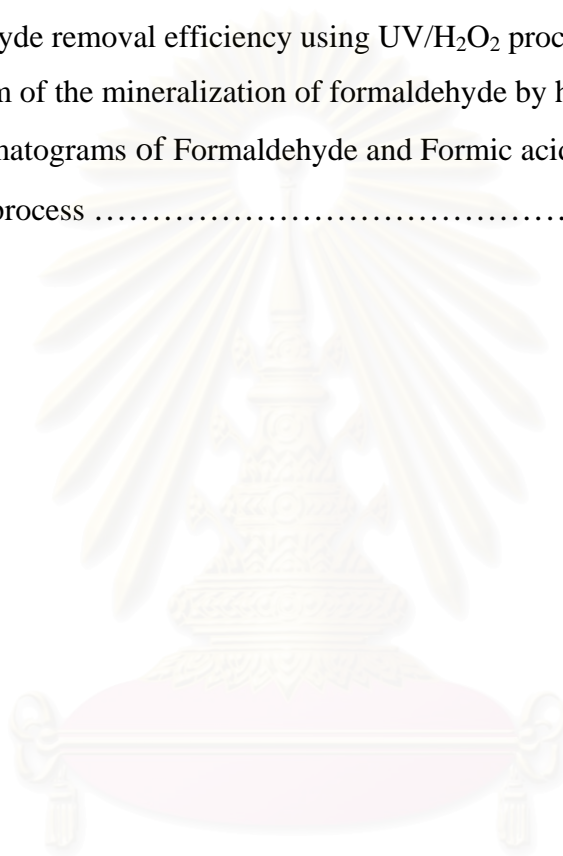 yde removal efficiency using UV/H₂O₂ proc
n of the mineralization of formaldehyde by h
natograms of Formaldehyde and Formic acid
process ……………………………………